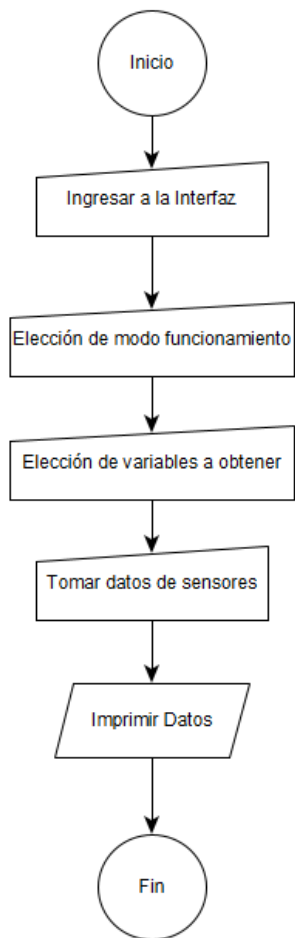 Inicio
Ingresar a la Interfaz
Elección de modo funcionamiento
Elección de variables a obtener
Tomar datos de sensores
Imprimir Datos
Fin